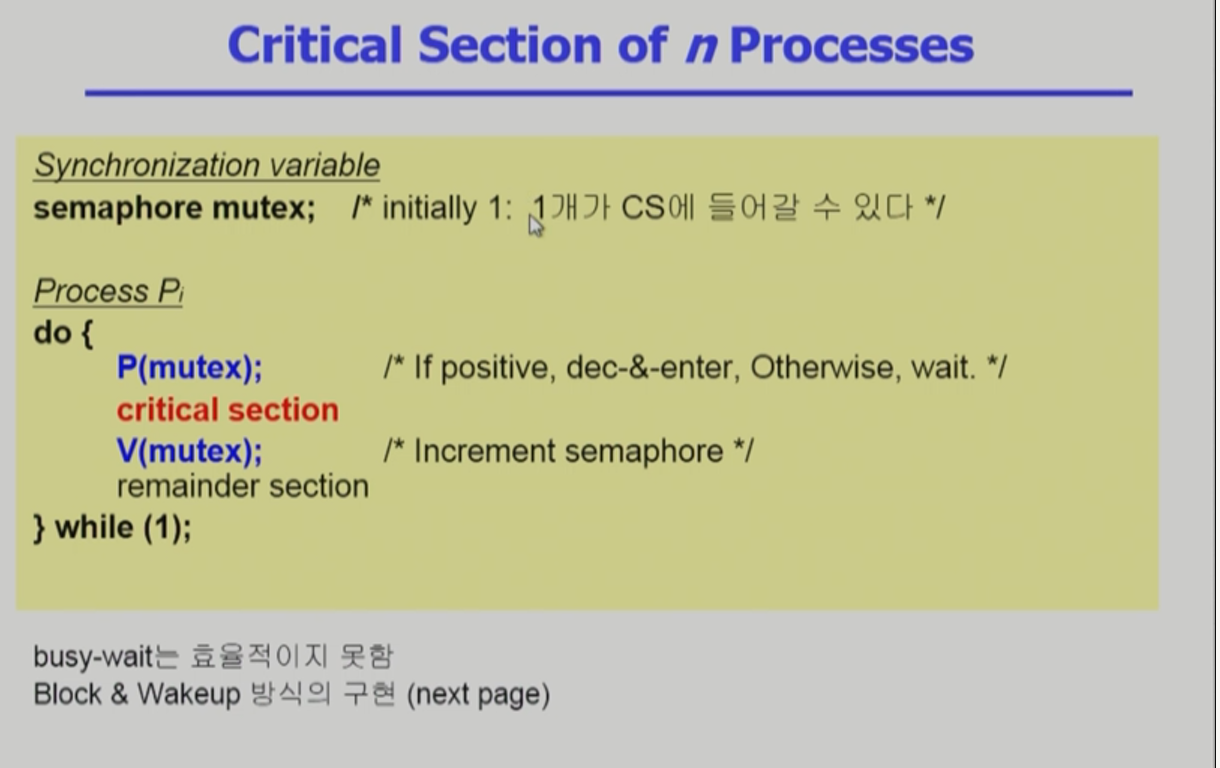 Critical Section of n Processes
Synchronization variable
semaphore mutex; /* initially 1: 1개가 CS에 들어갈 수 있다 */
Process Pi
do {
P(mutex); /* If positive, dec-&-enter, Otherwise, wait. */
critical section
V(mutex); /* Increment semaphore */
remainder section
} while (1);
busy-wait는 효율적이지 못함
Block & Wakeup 방식의 구현 (next page)